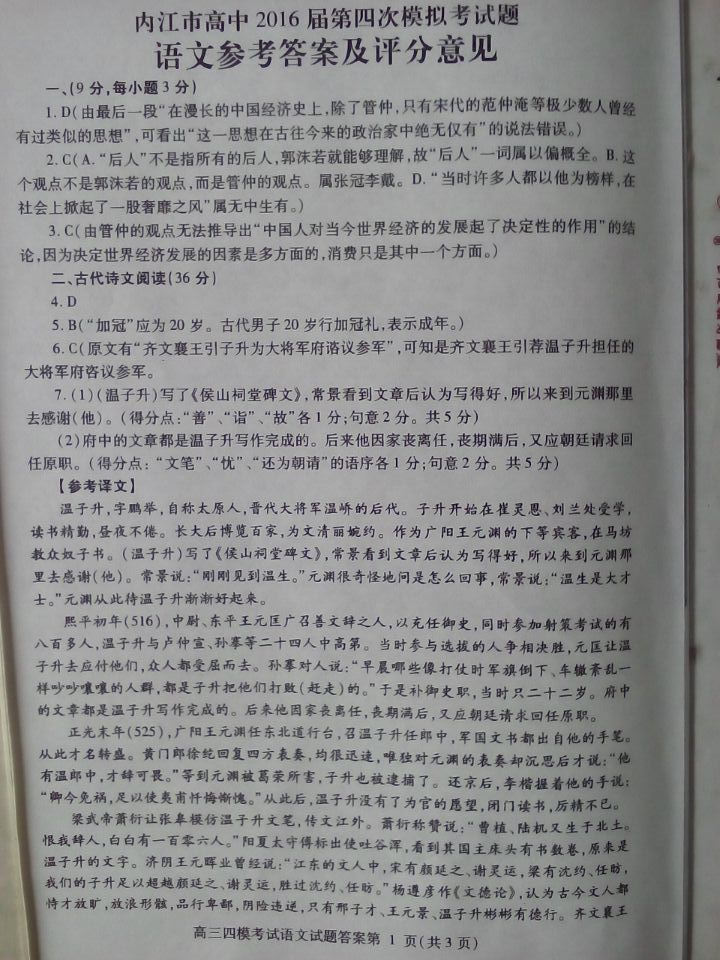 内江市高中2016届第四次模拟考试题
语文参考答案及评分意见
一、(9分,每小题3分)
1. D(由最后一段“在漫长的中国经济史上,除了管仲,只有宋代的范仲淹等极少数人曾经
有过类似的思想”,可看出“这一思想在古往今来的政治家中绝无仅有”的说法错误。)
2. C(A.“后人”不是指所有的后人,郭沫若就能够理解,故“后人”一词属以偏概全。B. 这
个观点不是郭沫若的观点,而是管仲的观点。属张冠李戴。D.“当时许多人都以他为榜样,在
社会上掀起了一股奢靡之风”属无中生有。)
3. C(由管仲的观点无法推导出“中国人对当今世界经济的发展起了决定性的作用”的结
论,因为决定世界经济发展的因素是多方面的,消费只是其中一个方面。)
二、古代诗文阅读(36分)
4. D
5. B(“加冠”应为20岁。古代男子20岁行加冠礼,表示成年。)
6. C(原文有“齐文襄王引子升为大将军府谘议参军”,可知是齐文襄王引荐温子升担任的
大将军府咨议参军。
7. (1)(温子升)写了《侯山祠堂碑文》,常景看到文章后认为写得好,所以来到元渊那里
去感谢(他)。(得分点:“善”、“诣”、“故”各1分;句意2分。共5分)
(2)府中的文章都是温子升写作完成的。后来他因家丧离任,丧期满后,又应朝廷请求回
任原职。(得分点:“文笔”、“忧”、“还为朝请”的语序各1分;句意2分。共5分)
【参考译文】
温子升,字鹏举,自称太原人,晋代大将军温峤的后代。子升开始在崔灵恩、刘兰处受学,
读书精勤,昼夜不倦。长大后博览百家,为文清丽婉约。作为广阳王元渊的下等宾客,在马坊
教众奴子书。(温子升)写了《侯山祠堂碑文》,常景看到文章后认为写得好,所以来到元渊那
里去感谢(他)。常景说:“刚刚见到温生。”元渊很奇怪地问是怎么回事,常景说:“温生是大才
士。”元渊从此待温子升渐渐好起来。
熙平初年(516),中尉、东平王元匡广召善文辞之人,以充任御史,同时参加射策考试的有
八百多人,温子升与卢仲宣、孙搴等二十四人中高第。当时参与选拔的人争相决胜,元匡让温
子升去应付他们,众人都受屈而去。孙搴对人说:“早晨哪些像打仗时军旗倒下、车辙紊乱一
样吵吵嚷嚷的人群,都是子升把他们打败(赶走)的。”于是补御史职,当时只二十二岁。府中
的文章都是温子升写作完成的。后来他因家丧离任,丧期满后,又应朝廷请求回任原职。
正光末年(525),广阳王元渊任东北道行台,召温子升任郎中,军国文书都出自他的手笔。
从此才名转盛。黄门郎徐纥回复四方表奏,均很迅速,唯独对元渊的表奏却沉思后才说:“他
有温郎中,才辞可畏。”等到元渊被葛荣所害,子升也被逮捕了。还京后,李楷握着他的手说:
“卿今免祸,足以使夷甫忏悔惭愧。”从此后,温子升没有了为官的愿望,闭门读书,厉精不已。
梁武帝萧衍让张皋模仿温子升文笔,传文江外。萧衍称赞说:“曹植、陆机又生于北土。
恨我辞人,白白有一百零六人。”阳夏太守傅标出使吐谷浑,看到其国主床头有书数卷,原来是
温子升的文字。济阴王元晖业曾经说:“江东的文人中,宋有颜延之、谢灵运,梁有沈约、任昉,
我们的子升足以超越颜延之、谢灵运,胜过沈约、任昉。”杨遵彦作《文德论》,认为古今文人都
恃才放旷,放浪形骸,品行卑鄙,阴险违逆,只有邢子才、王元景、温子升彬彬有德行。齐文襄王
高三四模考试语文试题答案第 1 页(共3页)